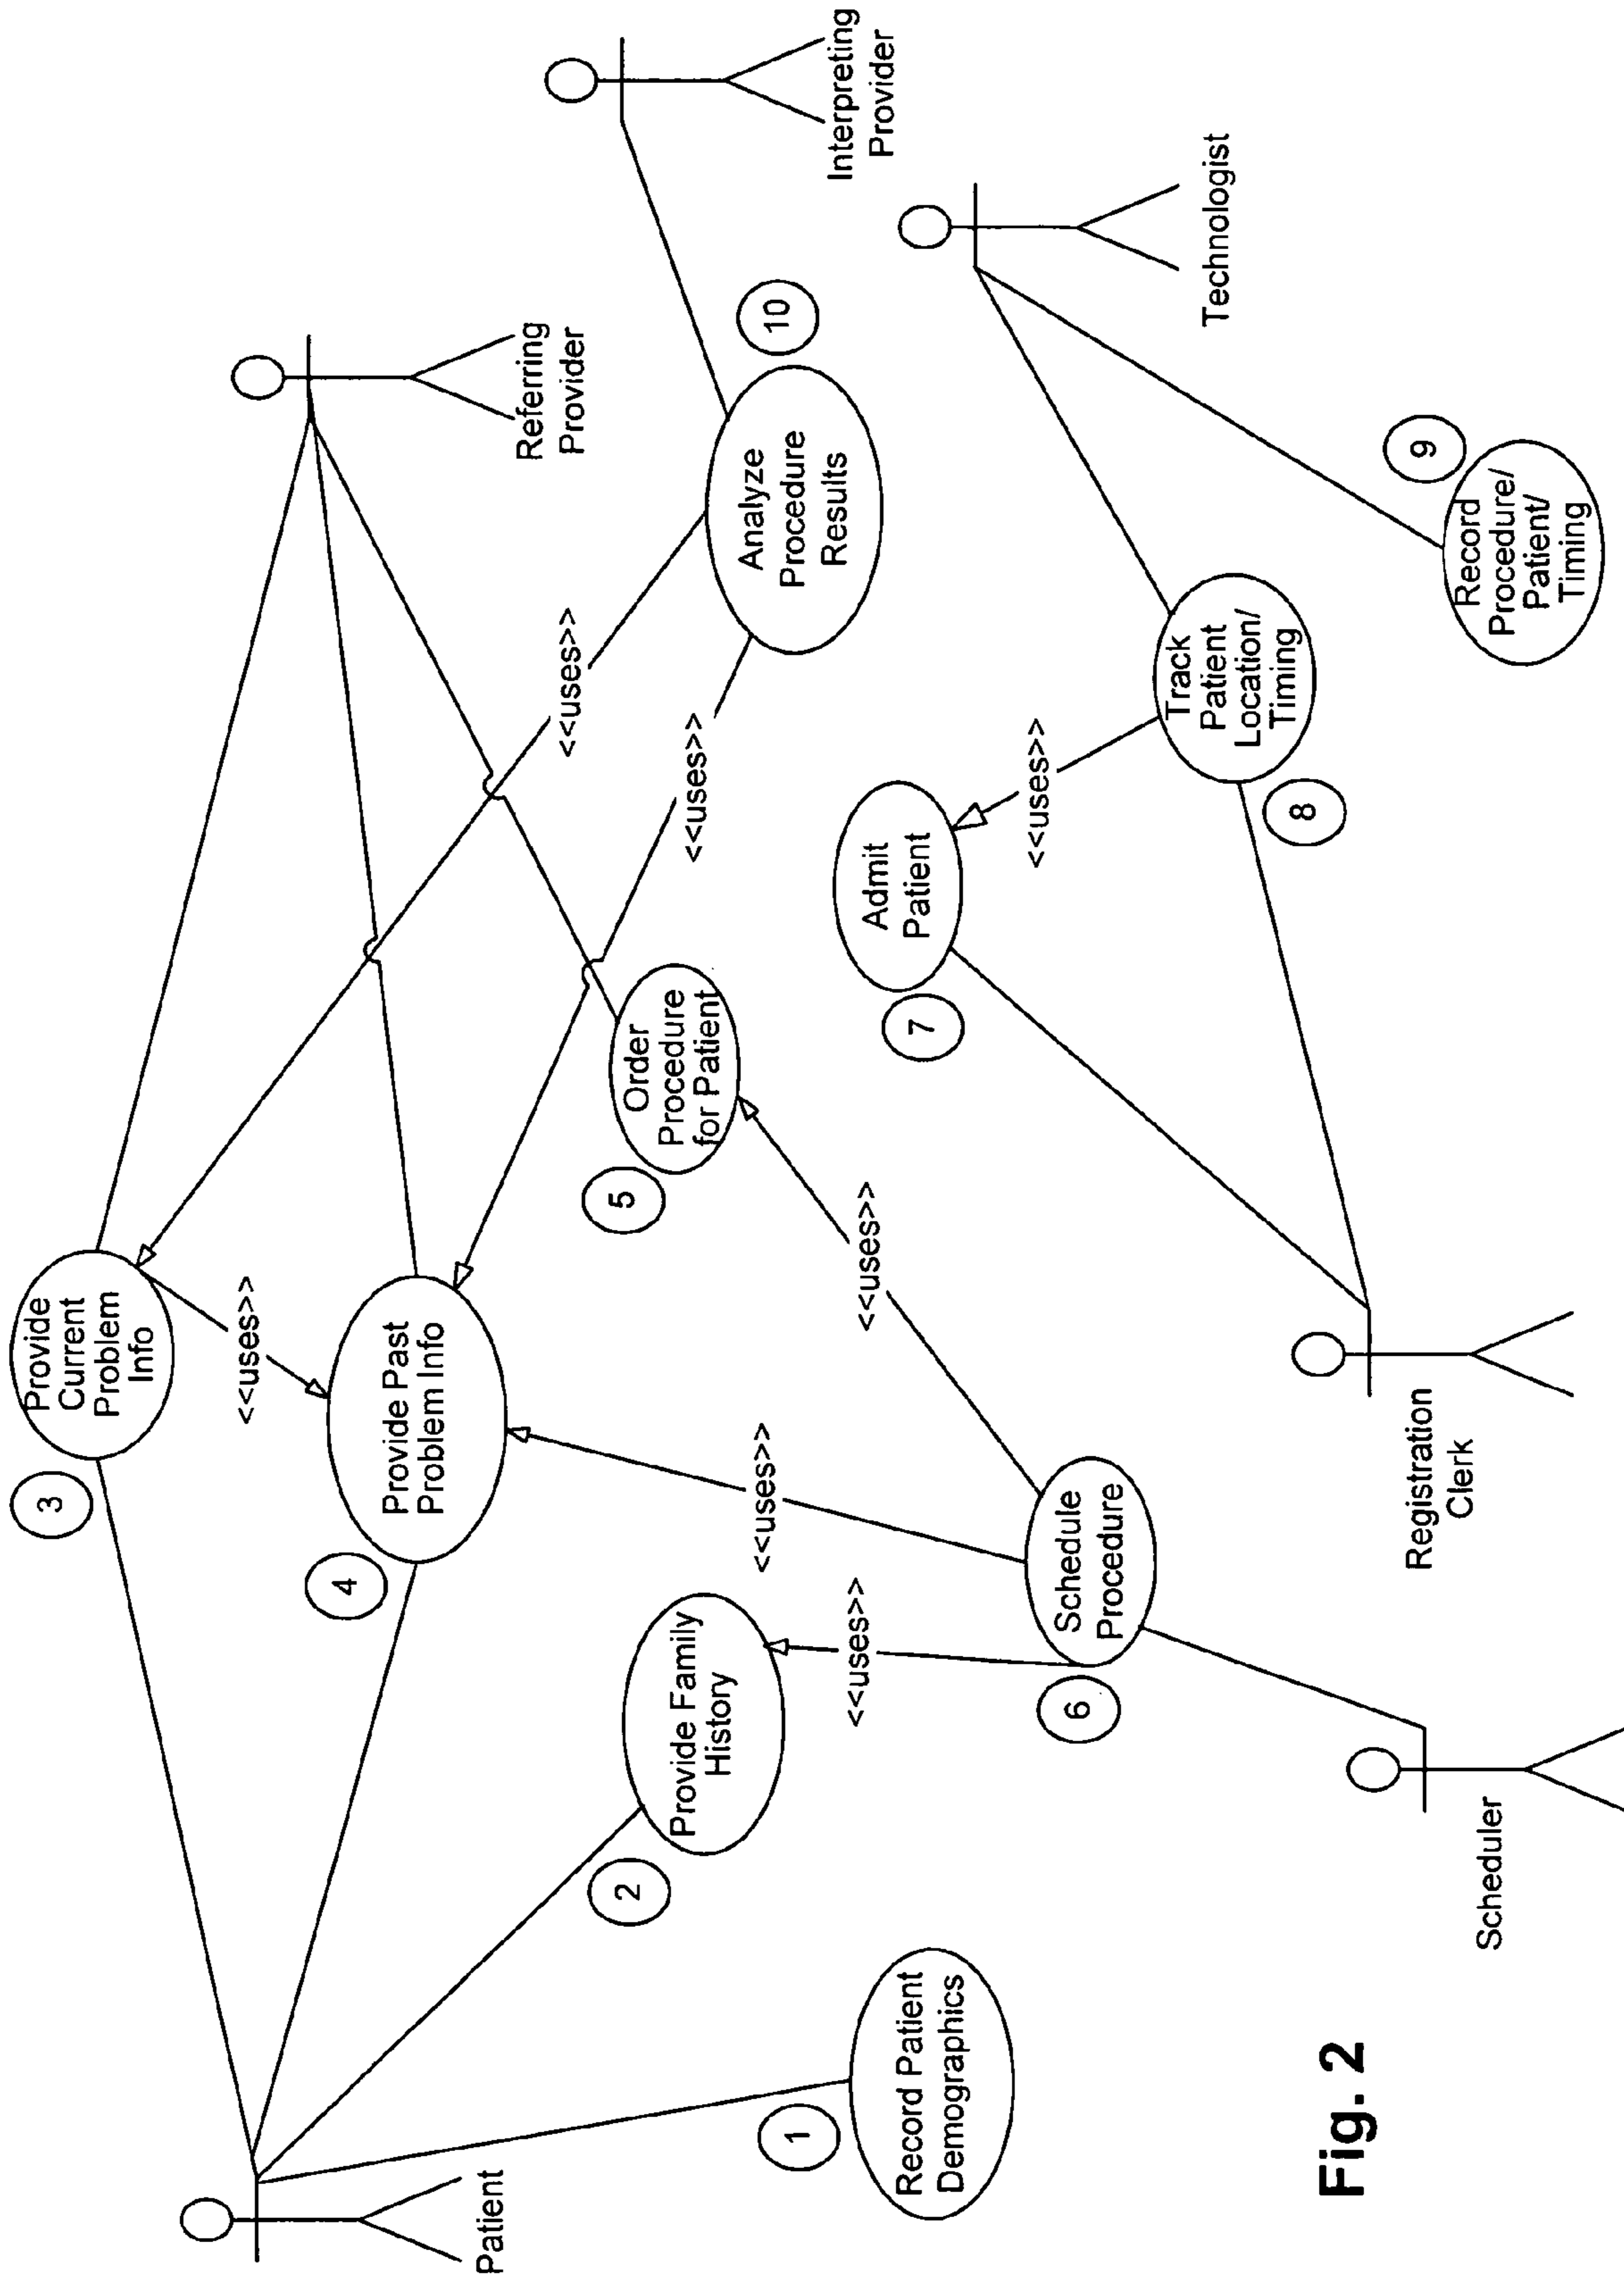 3
Provide
Current
Problem
Info
<<uses>>
4
Provide Past
Problem Info
Patient
2
Provide Family
History
1
Record Patient
Demographics
Referring
Provider
<<uses>>
<<uses>>
5
Order
Procedure
for Patient
Interpreting
Provider
10
Analyze
Procedure
Results
<<uses>>
<<uses>>
<<uses>>
6
Schedule
Procedure
Scheduler
7
Admit
Patient
<<uses>>
8
Track
Patient
Location/
Timing
Technologist
9
Record
Procedure/
Patient/
Timing
Registration
Clerk
Fig. 2